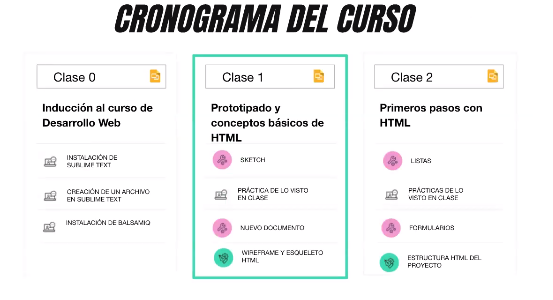 CRONOGRAMA DEL CURSO
Clase 0
Inducción al curso de
Desarrollo Web
INSTALACIÓN DE
SUBLIME TEXT
CREACIÓN DE UN ARCHIVO
EN SUBLIME TEXT
INSTALACIÓN DE BALSAMIQ
Clase 1
Prototipado y
conceptos básicos de
HTML
SKETCH
PRÁCTICA DE LO VISTO
EN CLASE
NUEVO DOCUMENTO
WIREFRAME Y ESQUELETO
HTML
Clase 2
Primeros pasos con
HTML
LISTAS
PRÁCTICAS DE LO
VISTO EN CLASE
FORMULARIOS
ESTRUCTURA HTML DEL
PROYECTO